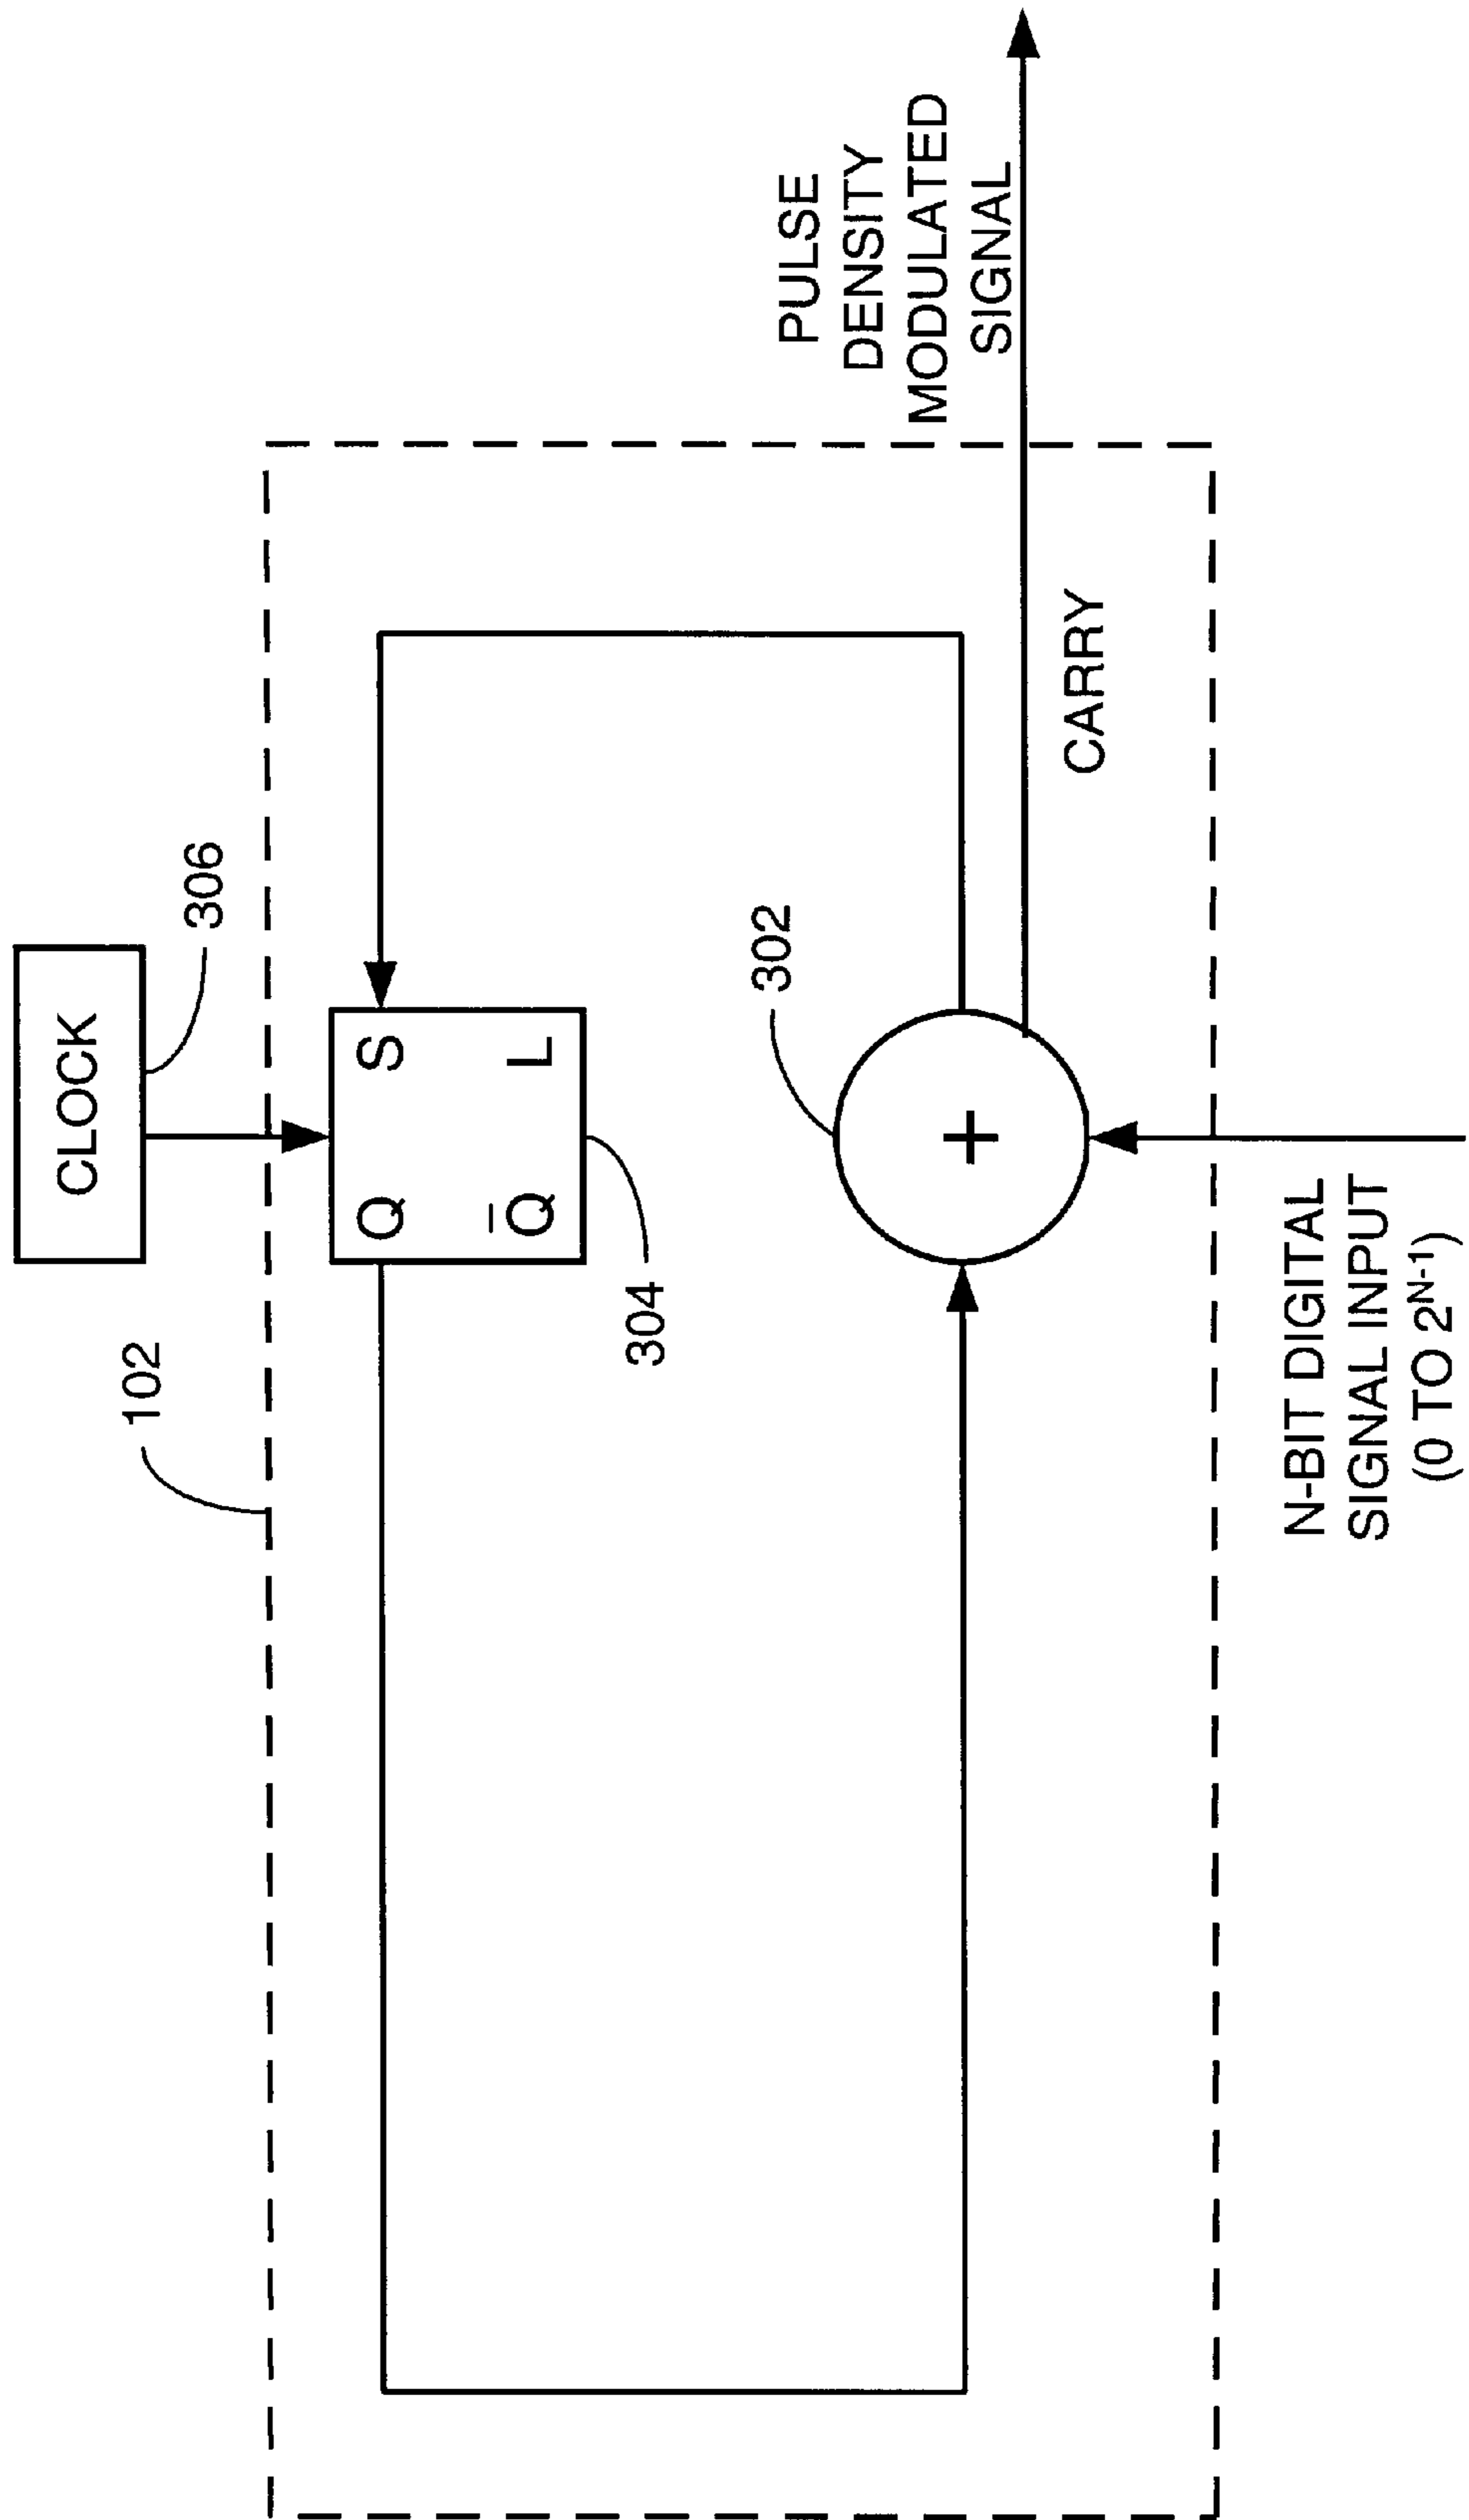 CLOCK
306
102
Q S
Q̅ L
304
302
+
PULSE
DENSITY
MODULATED
SIGNAL
CARRY
N-BIT DIGITAL
SIGNAL INPUT
(0 TO 2ᴺ⁻¹)